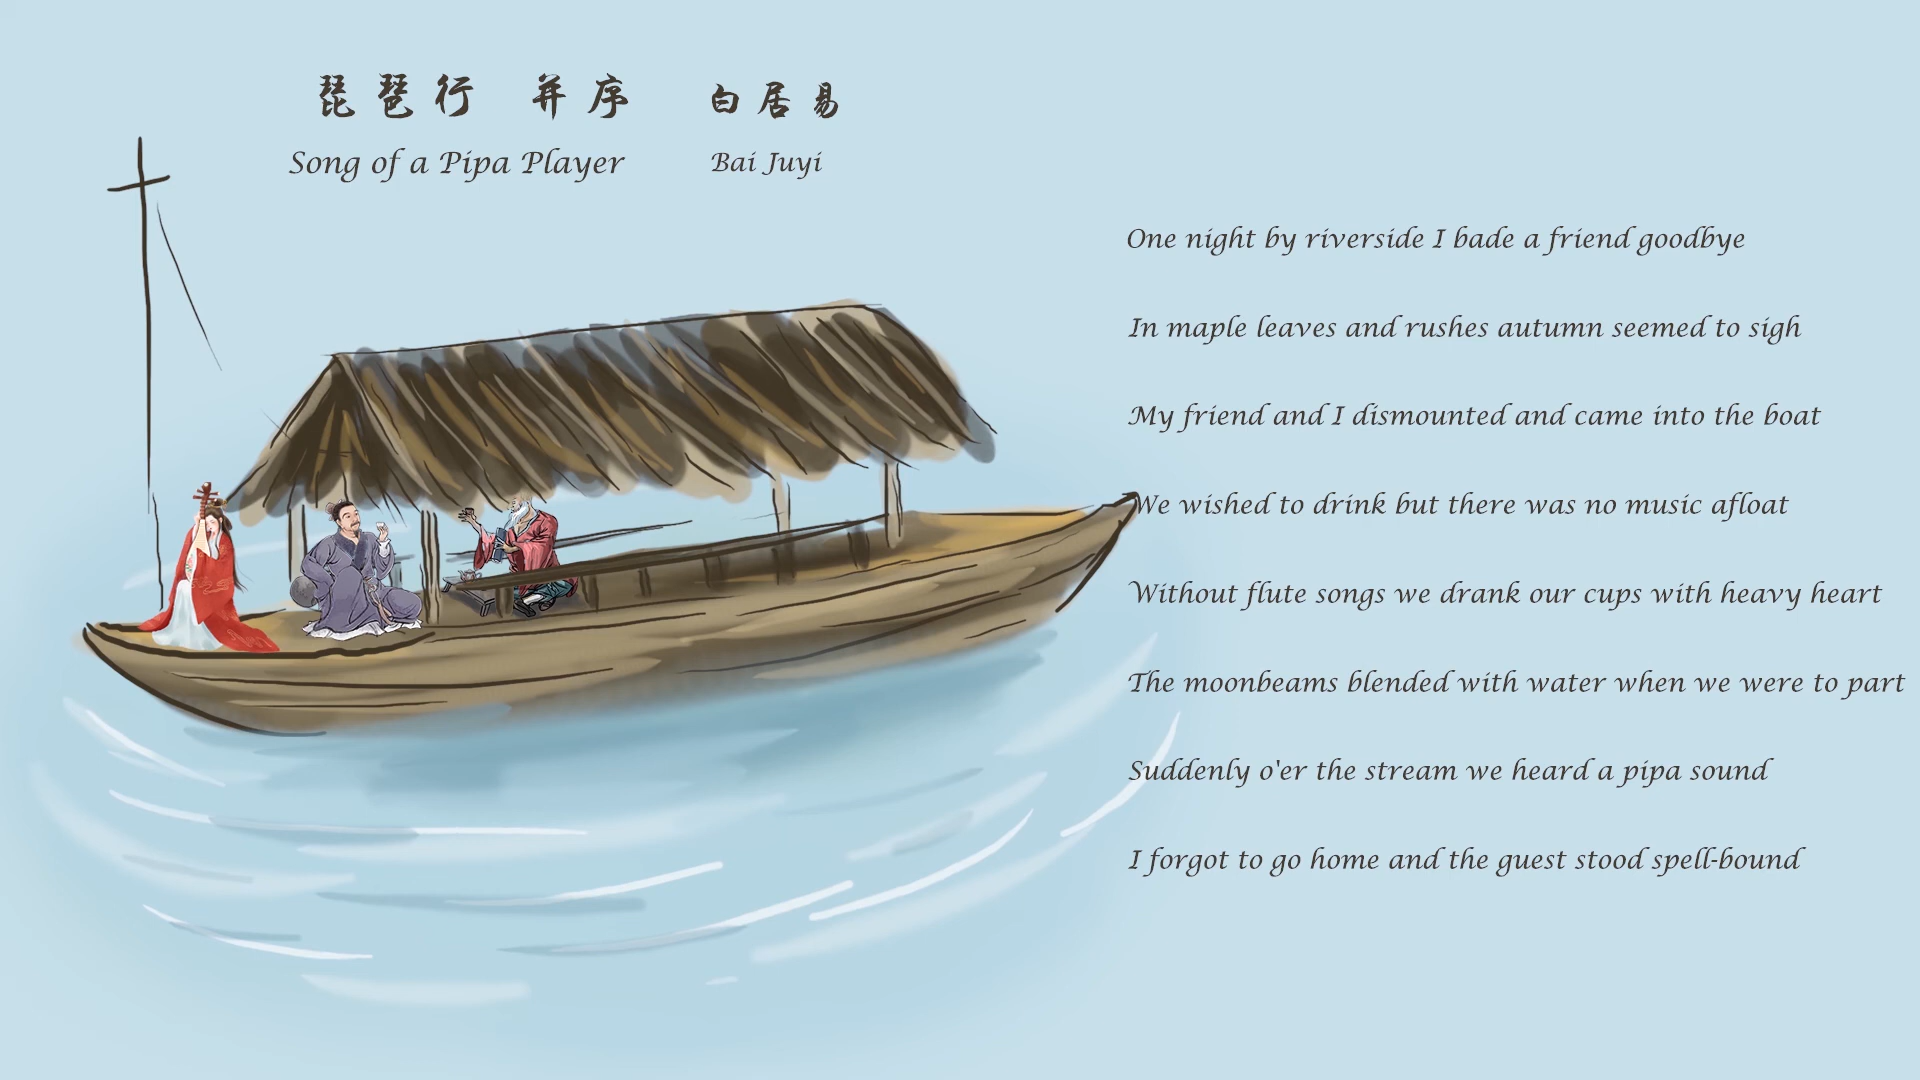 琵琶行 并序 白居易
Song of a Pipa Player Bai Juyi
One night by riverside I bade a friend goodbye
In maple leaves and rushes autumn seemed to sigh
My friend and I dismounted and came into the boat
We wished to drink but there was no music afloat
Without flute songs we drank our cups with heavy heart
The moonbeams blended with water when we were to part
Suddenly o'er the stream we heard a pipa sound
I forgot to go home and the guest stood spell-bound